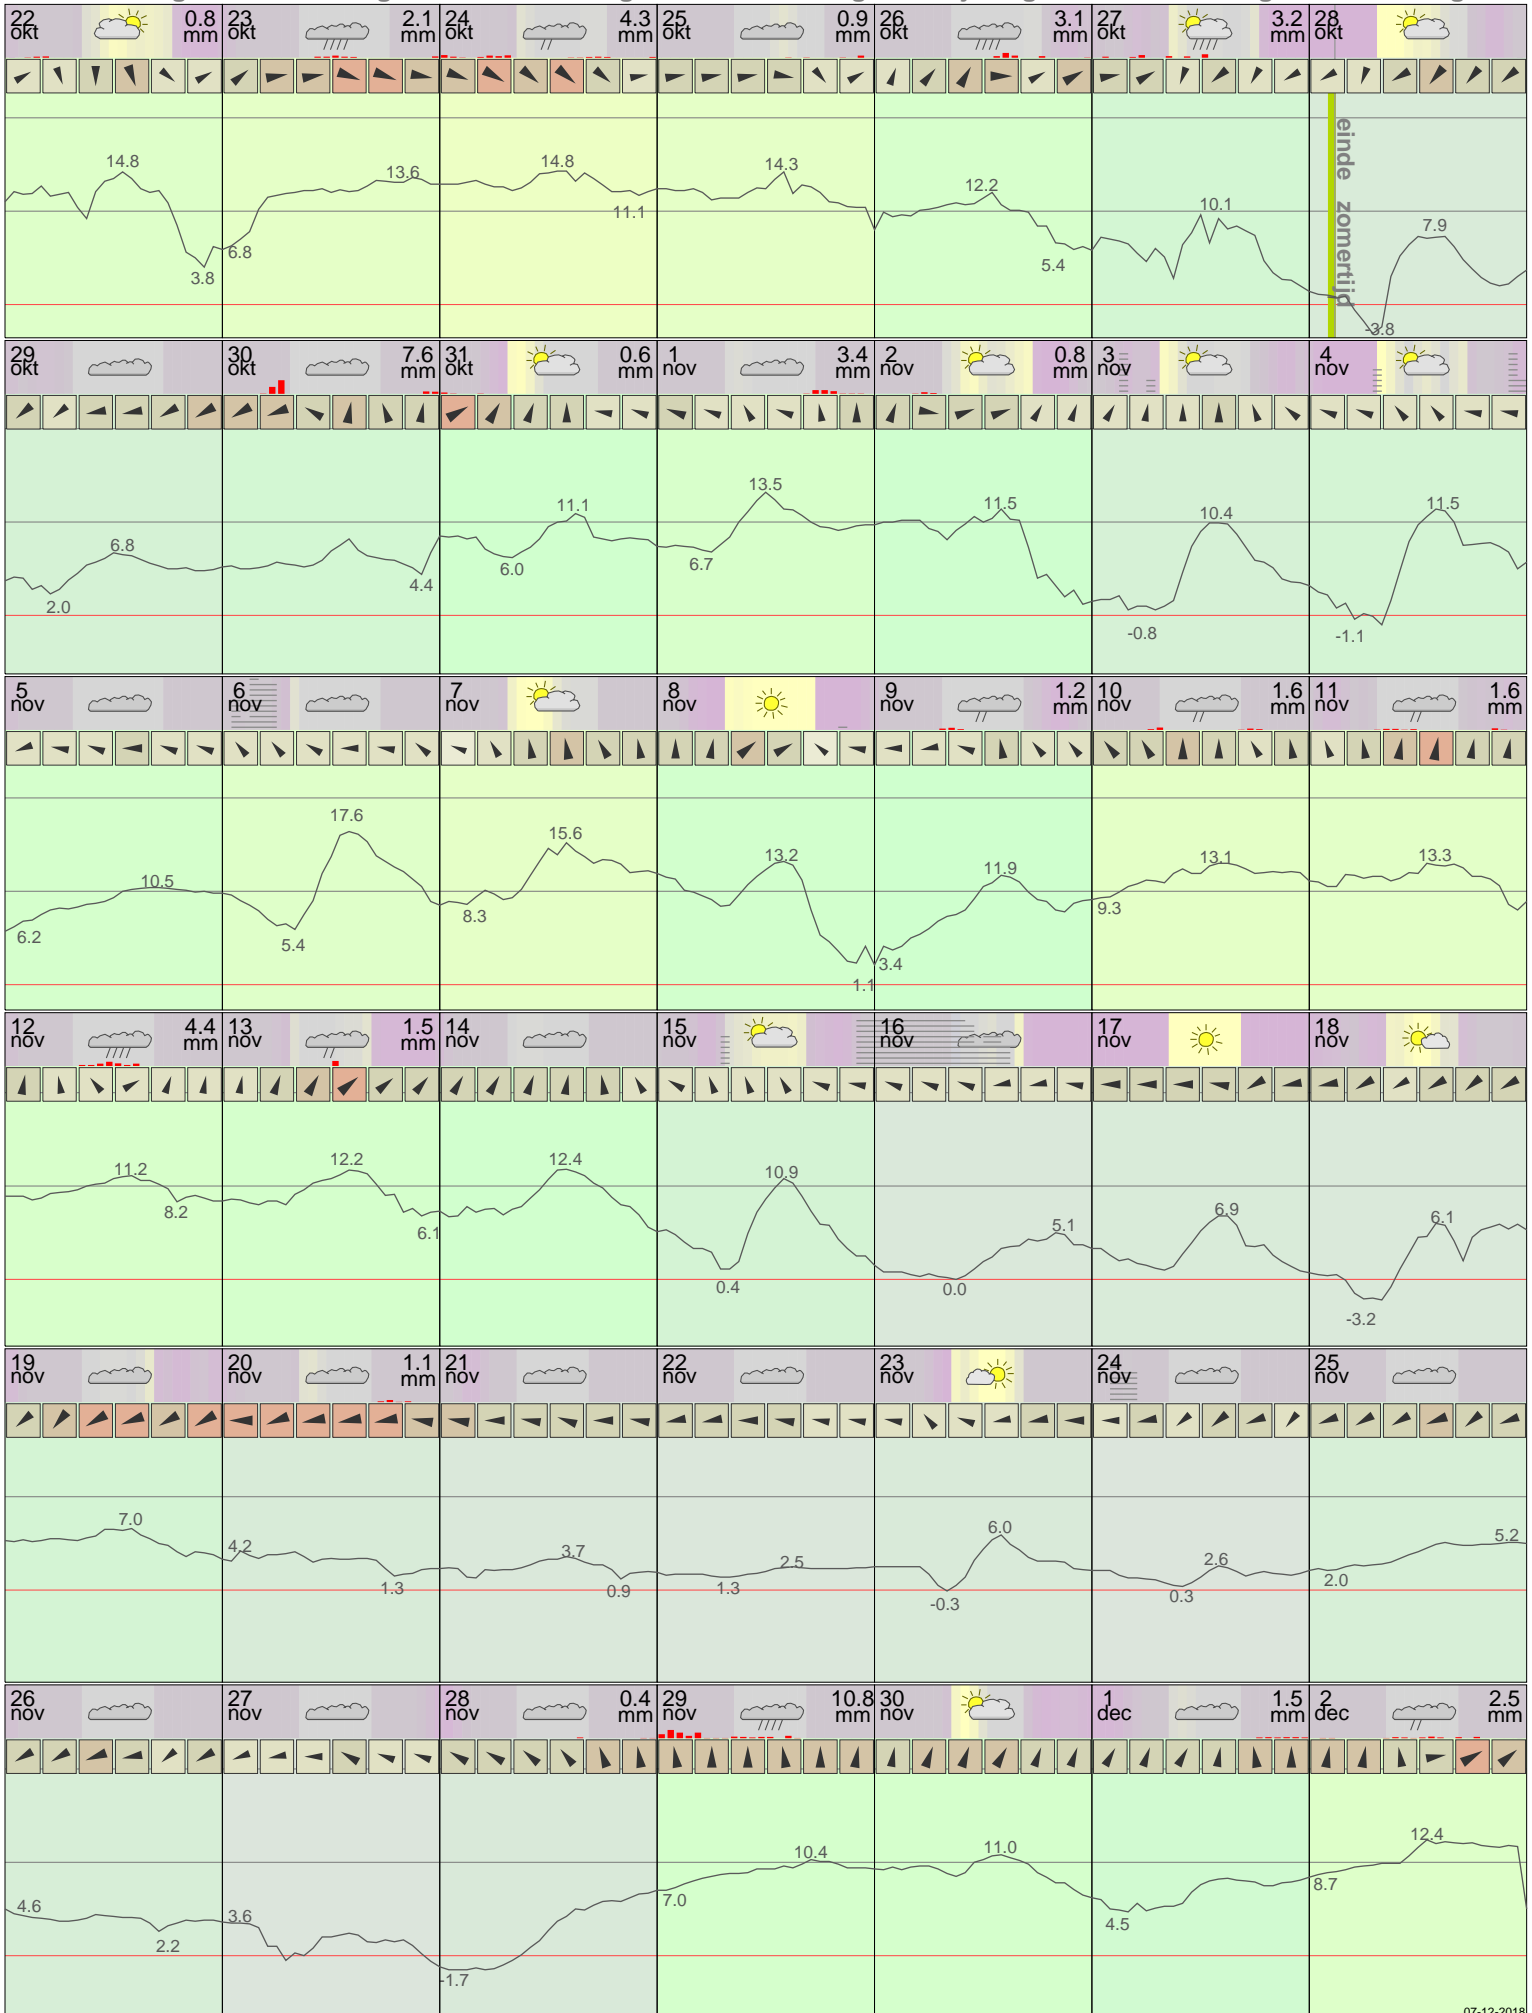 22 okt 0.8 mm 23 okt 2.1 mm 24 okt 4.3 mm 25 okt 0.9 mm 26 okt 3.1 mm 27 okt 3.2 mm 28 okt
14.8 3.8 6.8 13.6 14.8 11.1 14.3 12.2 5.4 10.1 7.9 -3.8
einde zomertijd
29 okt 30 okt 7.6 mm 31 okt 0.6 mm 1 nov 3.4 mm 2 nov 0.8 mm 3 nov 4 nov
2.0 6.8 4.4 6.0 11.1 6.7 13.5 11.5 -0.8 10.4 -1.1 11.5
5 nov 6 nov 7 nov 8 nov 9 nov 1.2 mm 10 nov 1.6 mm 11 nov 1.6 mm
6.2 10.5 5.4 17.6 8.3 15.6 13.2 1.1 3.4 11.9 9.3 13.1 13.3
12 nov 4.4 mm 13 nov 1.5 mm 14 nov 15 nov 16 nov 17 nov 18 nov
11.2 8.2 12.2 6.1 12.4 0.4 10.9 0.0 5.1 6.9 -3.2 6.1
19 nov 20 nov 1.1 mm 21 nov 22 nov 23 nov 24 nov 25 nov
7.0 4.2 1.3 3.7 0.9 1.3 2.5 -0.3 6.0 0.3 2.6 2.0 5.2
26 nov 27 nov 28 nov 0.4 mm 29 nov 10.8 mm 30 nov 1 dec 1.5 mm 2 dec 2.5 mm
4.6 2.2 3.6 -1.7 7.0 10.4 11.0 4.5 8.7 12.4
07-12-2018